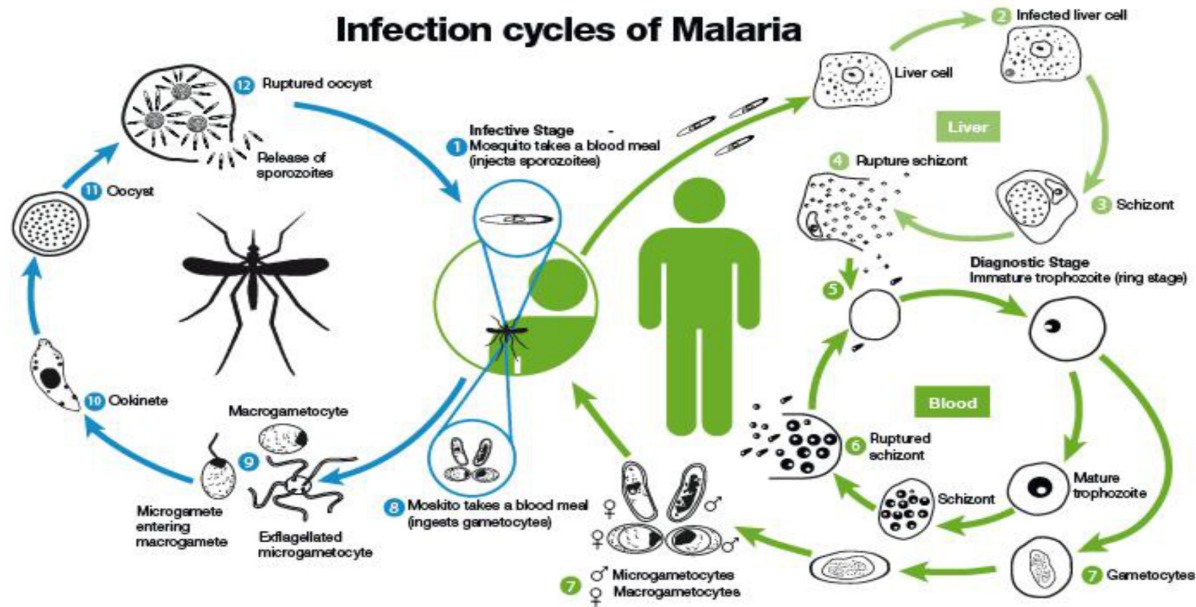 Infection cycles of Malaria
12 Ruptured oocyst
Release of
sporozoites
11 Oocyst
10 Ookinete
Macrogametocyte
9
Microgamete
entering
macrogamete
Exflagellated
microgametocyte
Infective Stage -
1 Mosquito takes a blood meal
(injects sporozoites)
8 Moskito takes a blood meal
(ingests gametocytes)
Liver cell
2 Infected liver cell
Liver
4 Rupture schizont
3 Schizont
Diagnostic Stage
Immature trophozoite (ring stage)
5
Blood
6 Ruptured
schizont
Schizont
Mature
trophozoite
♀ ♂
♀ ♂
7 ♂ Microgametocytes
♀ Macrogametocytes
7 Gametocytes